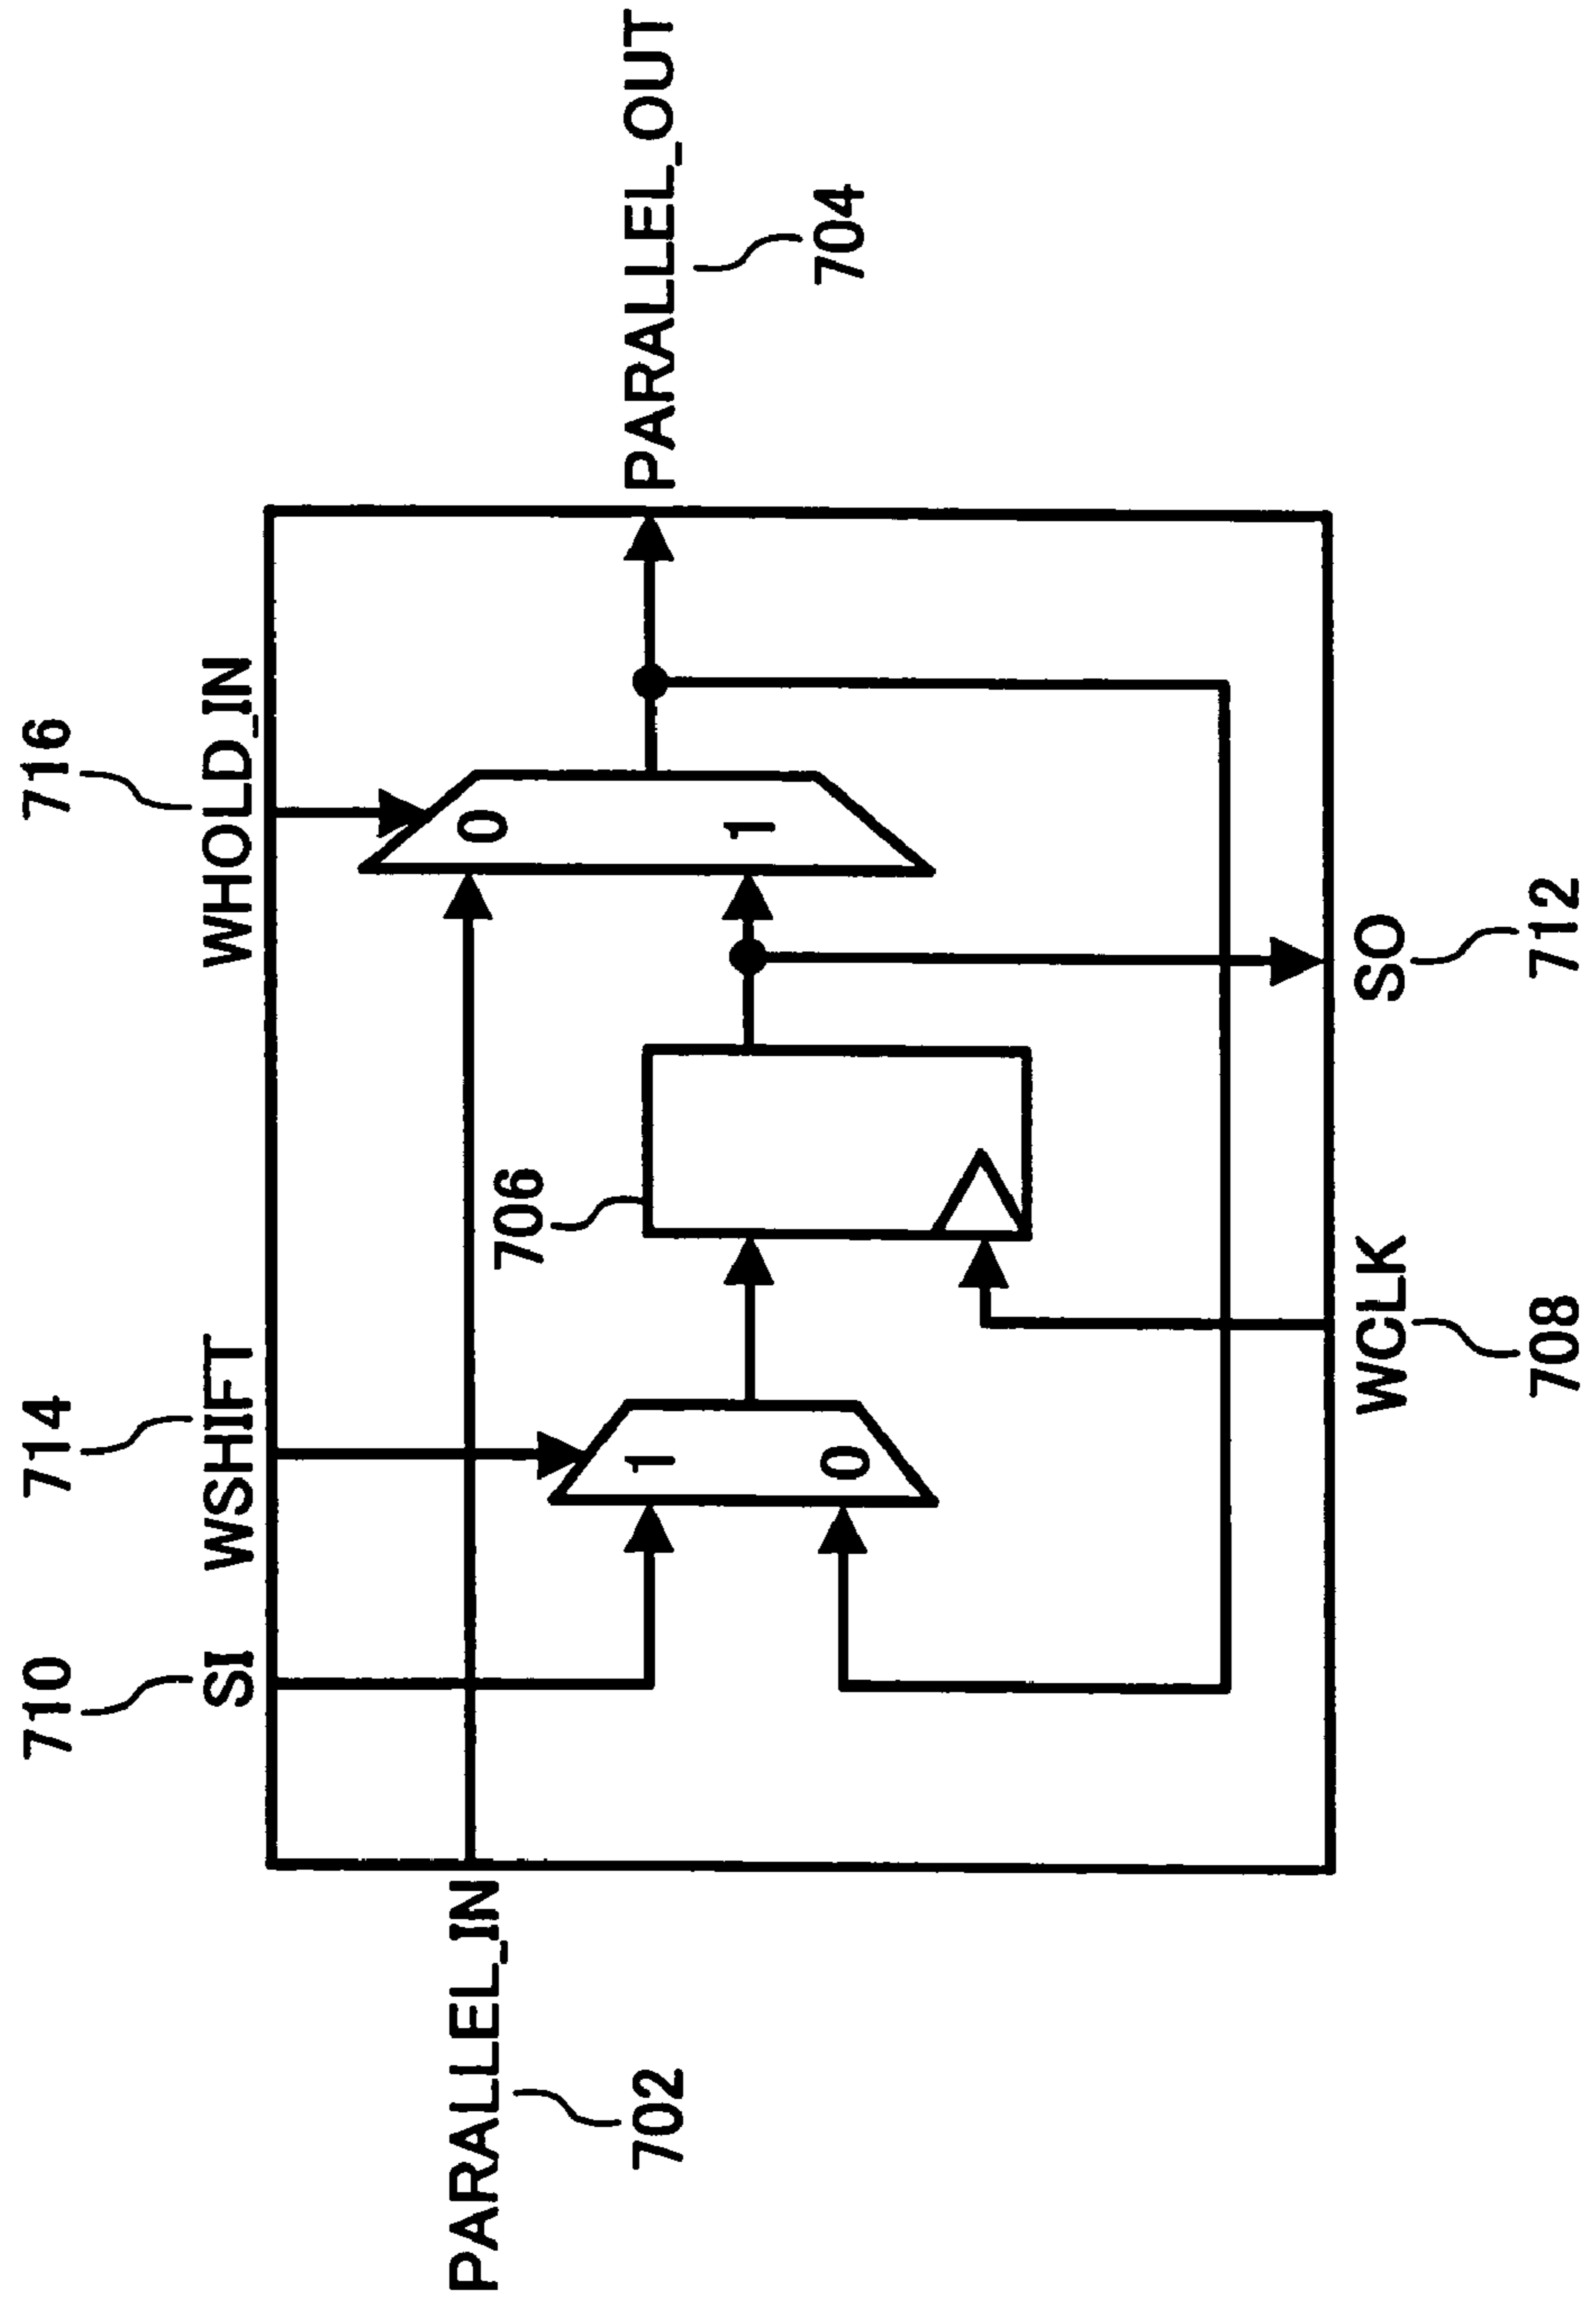 710
714
716
SI
WSHIFT
WHOLD_IN
PARALLEL_IN
702
0
1
1
0
706
PARALLEL_OUT
704
WCLK
SO
708
712